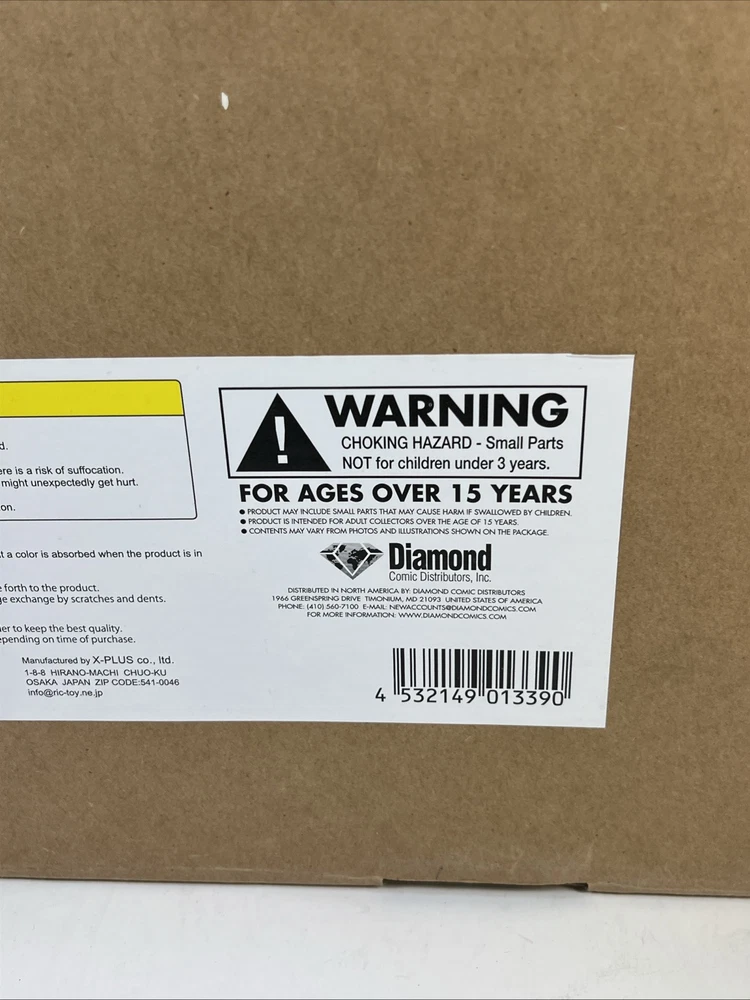 d.
ere is a risk of suffocation.
might unexpectedly get hurt.
on.
t a color is absorbed when the product is in
forth to the product.
ge exchange by scratches and dents.
er to keep the best quality.
epending on time of purchase.
Manufactured by X-PLUS co., ltd.
1-8-8 HIRANO-MACHI CHUO-KU
OSAKA JAPAN ZIP CODE:541-0046
info@ric-toy.ne.jp
! WARNING
CHOKING HAZARD - Small Parts
NOT for children under 3 years.
FOR AGES OVER 15 YEARS
● PRODUCT MAY INCLUDE SMALL PARTS THAT MAY CAUSE HARM IF SWALLOWED BY CHILDREN.
● PRODUCT IS INTENDED FOR ADULT COLLECTORS OVER THE AGE OF 15 YEARS.
● CONTENTS MAY VARY FROM PHOTOS AND ILLUSTRATIONS SHOWN ON THE PACKAGE.
Diamond
Comic Distributors, Inc.
DISTRIBUTED IN NORTH AMERICA BY: DIAMOND COMIC DISTRIBUTORS
1966 GREENSPRING DRIVE TIMONIUM, MD 21093 UNITED STATES OF AMERICA
PHONE: (410) 560-7100 E-MAIL: NEWACCOUNTS@DIAMONDCOMICS.COM
FOR MORE INFORMATION: WWW.DIAMONDCOMICS.COM
4 532149 013390